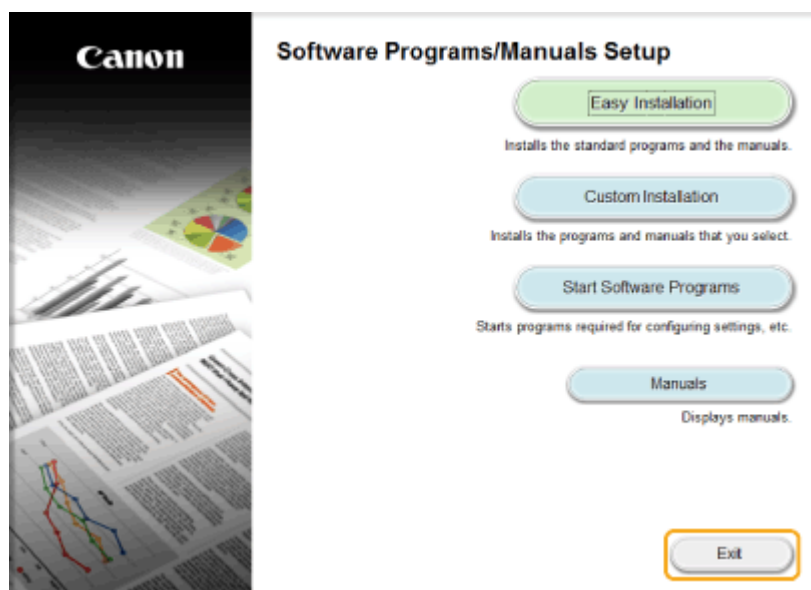 Canon
Software Programs/Manuals Setup
Easy Installation
Installs the standard programs and the manuals.
Custom Installation
Installs the programs and manuals that you select.
Start Software Programs
Starts programs required for configuring settings, etc.
Manuals
Displays manuals.
Exit